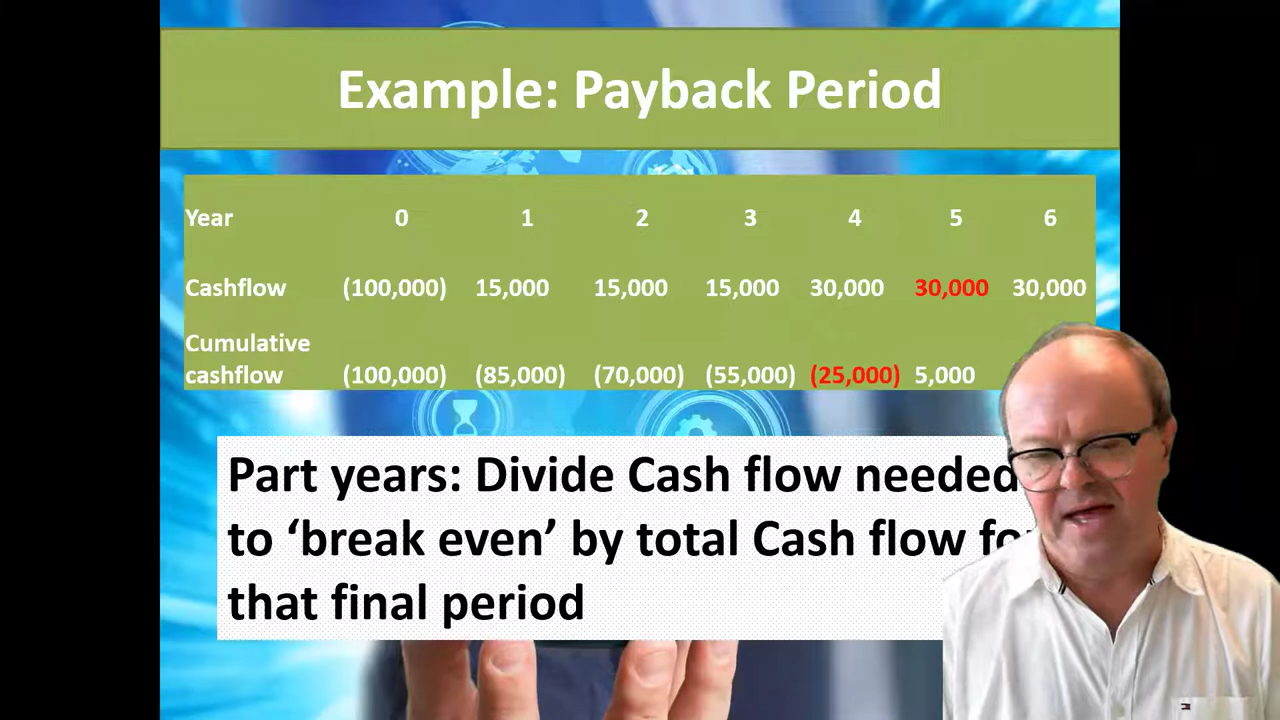 Example: Payback Period
Year 0 1 2 3 4 5 6
Cashflow (100,000) 15,000 15,000 15,000 30,000 30,000 30,000
Cumulative
cashflow (100,000) (85,000) (70,000) (55,000) (25,000) 5,000
Part years: Divide Cash flow needed
to ‘break even’ by total Cash flow for
that final period